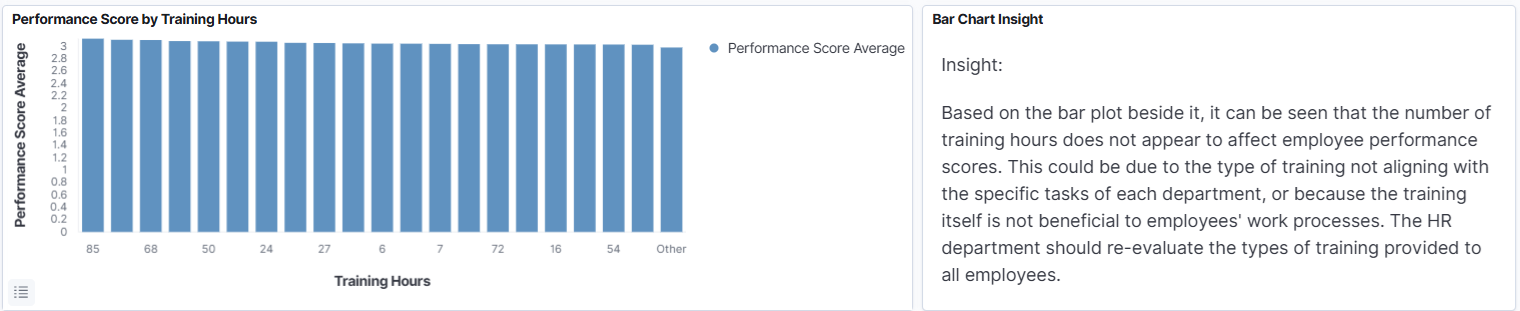 Performance Score by Training Hours
Performance Score Average
3
2.8
2.6
2.4
2.2
2
1.8
1.6
1.4
1.2
1
0.8
0.6
0.4
0.2
0
85 68 50 24 27 6 7 72 16 54 Other
Training Hours
Performance Score Average
Bar Chart Insight
Insight:
Based on the bar plot beside it, it can be seen that the number of
training hours does not appear to affect employee performance
scores. This could be due to the type of training not aligning with
the specific tasks of each department, or because the training
itself is not beneficial to employees' work processes. The HR
department should re-evaluate the types of training provided to
all employees.